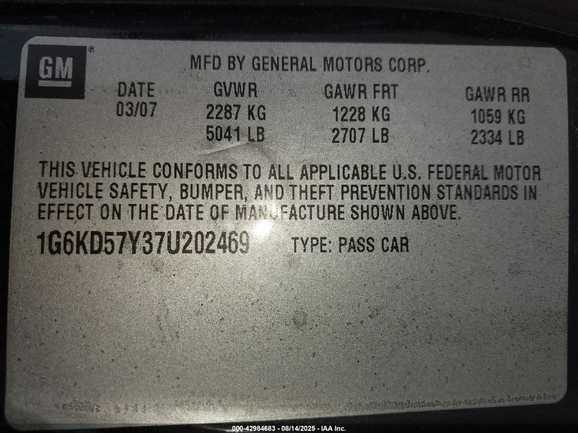 GM ®
MFD BY GENERAL MOTORS CORP.
DATE GVWR GAWR FRT GAWR RR
03/07 2287 KG 1228 KG 1059 KG
5041 LB 2707 LB 2334 LB
THIS VEHICLE CONFORMS TO ALL APPLICABLE U.S. FEDERAL MOTOR
VEHICLE SAFETY, BUMPER, AND THEFT PREVENTION STANDARDS IN
EFFECT ON THE DATE OF MANUFACTURE SHOWN ABOVE.
1G6KD57Y37U202469 TYPE: PASS CAR
000-42984683 - 08/14/2025 - IAA Inc.